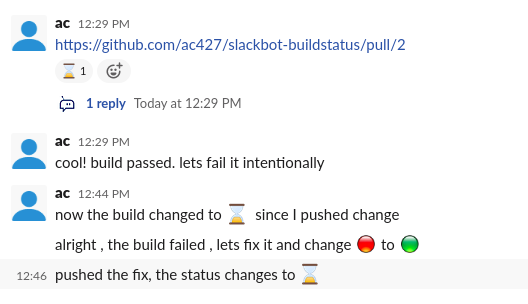 ac 12:29 PM
https://github.com/ac427/slackbot-buildstatus/pull/2
⌛ 1
1 reply Today at 12:29 PM
ac 12:29 PM
cool! build passed. lets fail it intentionally
ac 12:44 PM
now the build changed to ⌛ since I pushed change
alright , the build failed , lets fix it and change 🔴 to 🟢
12:46 pushed the fix, the status changes to ⌛